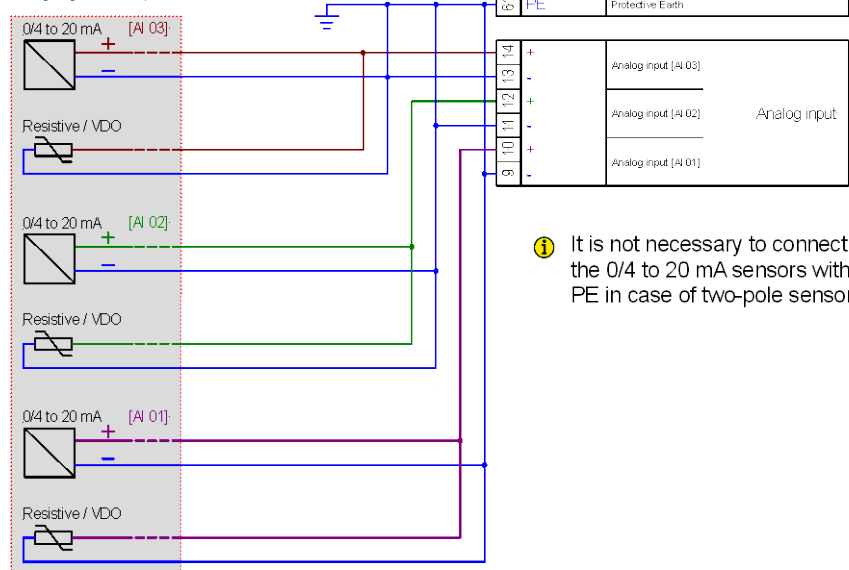 61 PE Protective Earth
0/4 to 20 mA [AI 03]
+
–
Resistive / VDO
0/4 to 20 mA [AI 02]
+
–
Resistive / VDO
0/4 to 20 mA [AI 01]
+
–
Resistive / VDO
14 + Analog input [AI 03]
13 -
12 + Analog input [AI 02]
11 -
10 + Analog input [AI 01]
9 -
Analog input
It is not necessary to connect
the 0/4 to 20 mA sensors with
PE in case of two-pole sensor